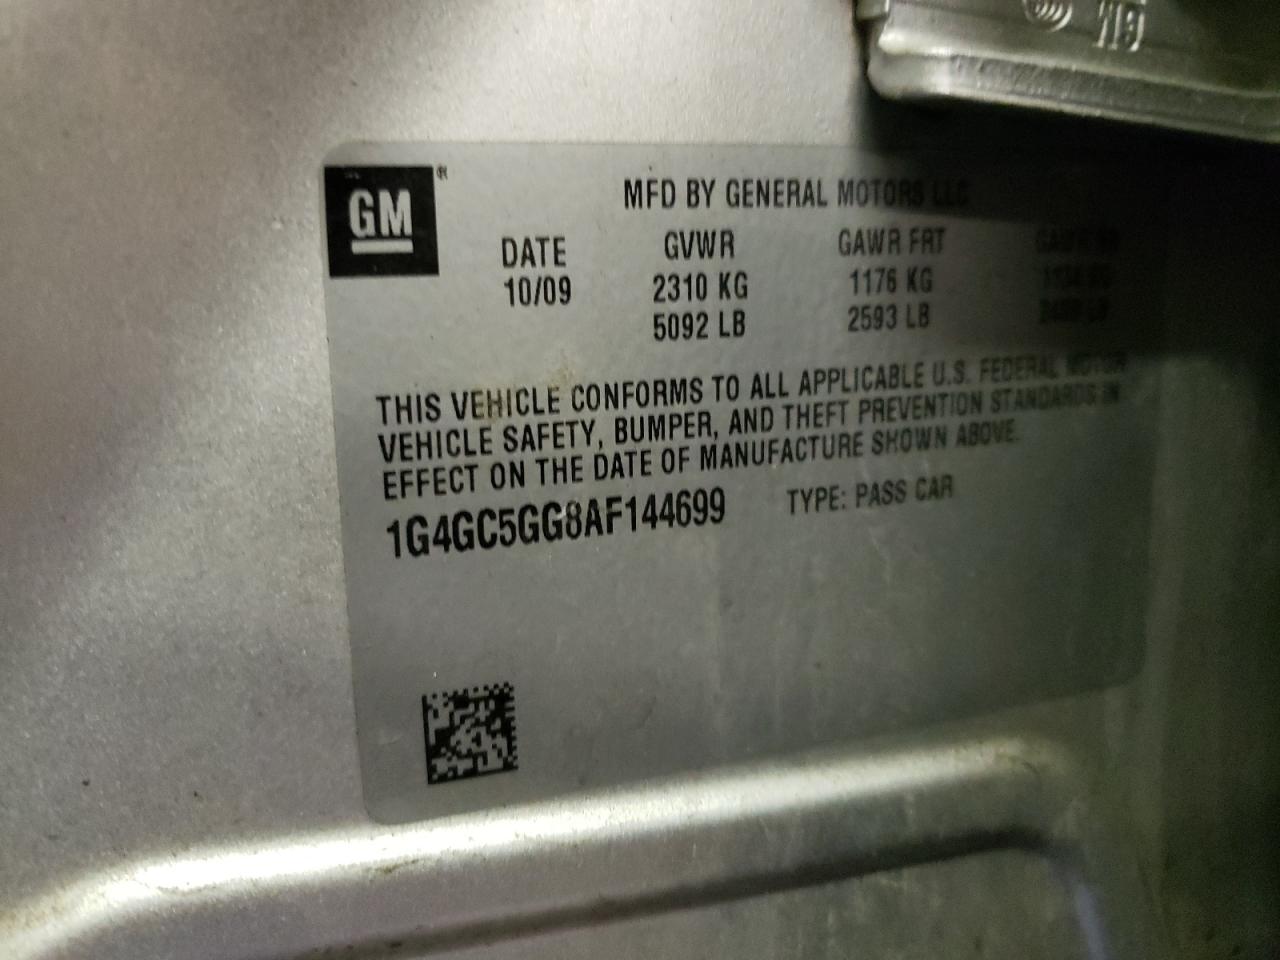 119
GM®
MFD BY GENERAL MOTORS LLC
DATE GVWR GAWR FRT
10/09 2310 KG 1176 KG
5092 LB 2593 LB
THIS VEHICLE CONFORMS TO ALL APPLICABLE U.S. FEDERAL MOTOR
VEHICLE SAFETY, BUMPER, AND THEFT PREVENTION STANDARDS IN
EFFECT ON THE DATE OF MANUFACTURE SHOWN ABOVE.
1G4GC5GG8AF144699 TYPE: PASS CAR